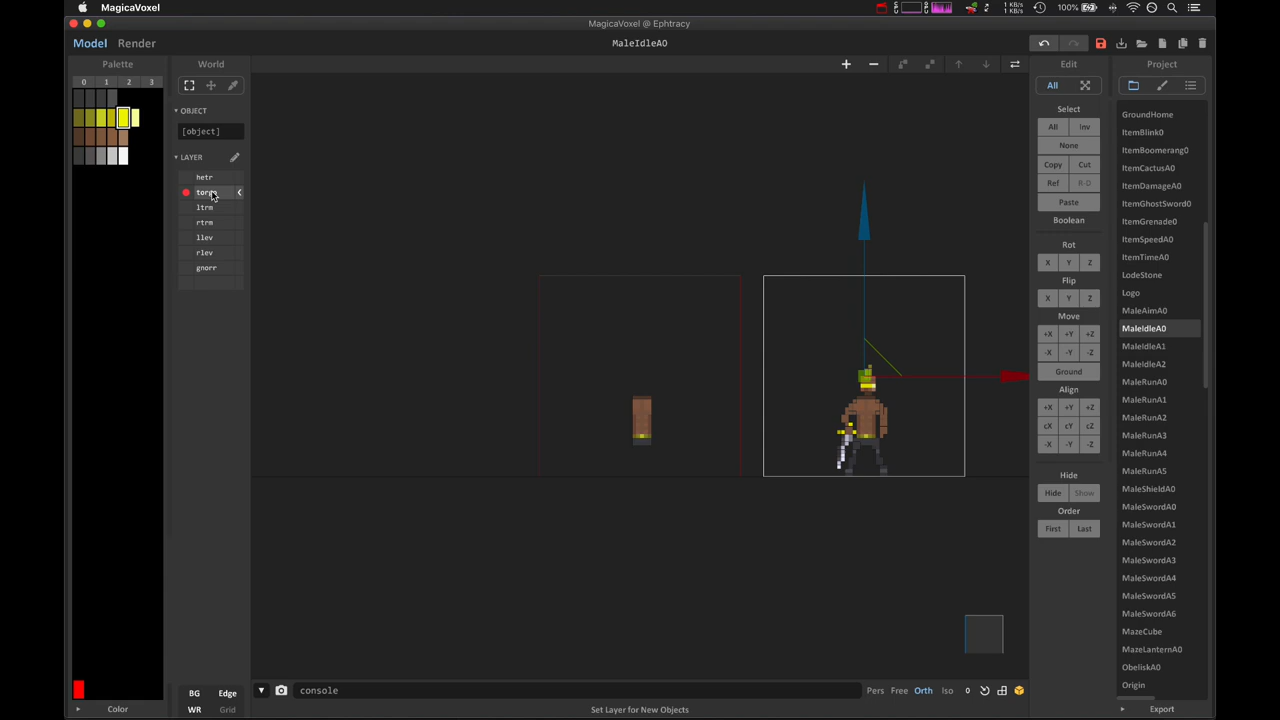 MagicaVoxel
1 KB/s
0 KB/s
100%
MagicaVoxel @ Ephtracy
Model Render
MaleIdleA0
Palette
0 1 2 3
World
OBJECT
[object]
LAYER
hetr
torso
ltrm
rtrm
llev
rlev
gnorr
BG Edge
WR Grid
Color
console
Pers Free Orth Iso 0
Set Layer for New Objects
Edit
All
Select
All Inv
None
Copy Cut
Ref R-D
Paste
Boolean
Rot
X Y Z
Flip
X Y Z
Move
+X +Y +Z
-X -Y -Z
Ground
Align
+X +Y +Z
cX cY cZ
-X -Y -Z
Hide
Hide Show
Order
First Last
Project
GroundHome
ItemBlink0
ItemBoomerang0
ItemCactusA0
ItemDamageA0
ItemGhostSword0
ItemGrenade0
ItemSpeedA0
ItemTimeA0
LodeStone
Logo
MaleAimA0
MaleIdleA0
MaleIdleA1
MaleIdleA2
MaleRunA0
MaleRunA1
MaleRunA2
MaleRunA3
MaleRunA4
MaleRunA5
MaleShieldA0
MaleSwordA0
MaleSwordA1
MaleSwordA2
MaleSwordA3
MaleSwordA4
MaleSwordA5
MaleSwordA6
MazeCube
MazeLanternA0
ObeliskA0
Origin
Export